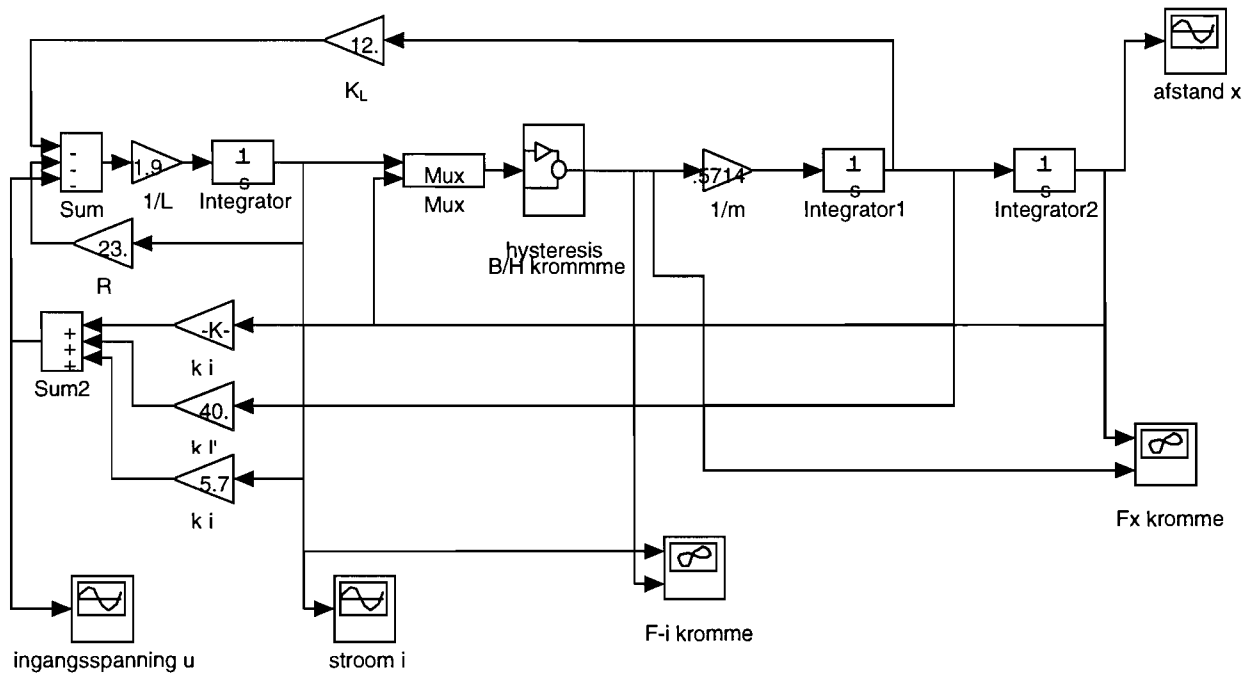 12.
K_L
afstand x
-
-
-
Sum
1.9
1/L
1
s
Integrator
Mux
Mux
hysteresis
B/H krommme
.5714
1/m
1
s
Integrator1
1
s
Integrator2
23.
R
+
+
+
Sum2
-K-
k i
40.
k l'
5.7
k i
Fx kromme
F-i kromme
ingangsspanning u
stroom i